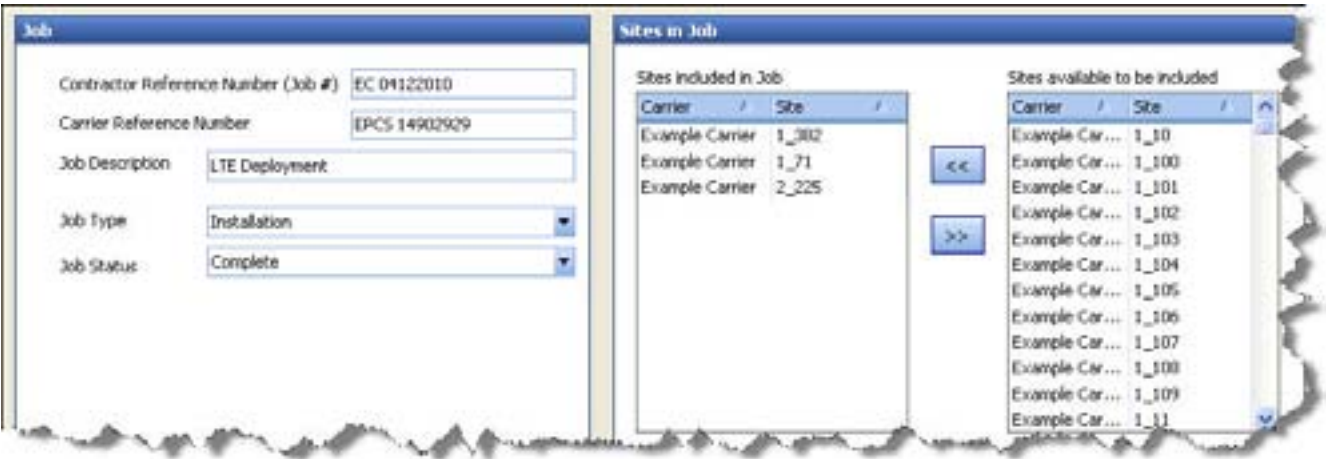 Job
Contractor Reference Number (Job #) EC 04122010
Carrier Reference Number EPCS 14902929
Job Description LTE Deployment
Job Type Installation
Job Status Complete
Sites in Job
Sites included in Job
Carrier / Site /
Example Carrier 1_382
Example Carrier 1_71
Example Carrier 2_225
<<
>>
Sites available to be included
Carrier / Site /
Example Car... 1_10
Example Car... 1_100
Example Car... 1_101
Example Car... 1_102
Example Car... 1_103
Example Car... 1_104
Example Car... 1_105
Example Car... 1_106
Example Car... 1_107
Example Car... 1_108
Example Car... 1_109
Example Car... 1_11